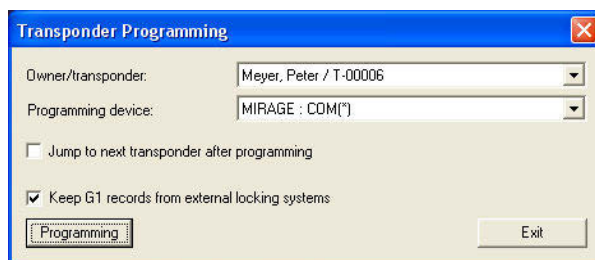 Transponder Programming
Owner/transponder: Meyer, Peter / T-00006
Programming device: MIRAGE : COM(*)
Jump to next transponder after programming
Keep G1 records from external locking systems
Programming Exit